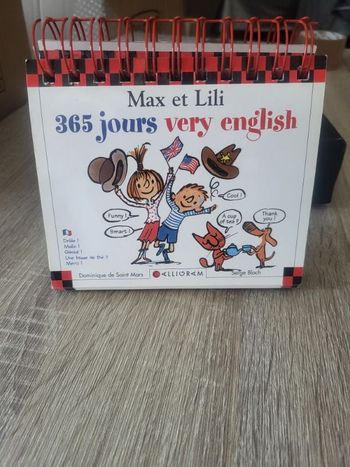 Max et Lili
365 jours very english
Cool !
Funny !
Smart !
A cup
of tea ?
Thank
you !
Drôle !
Malin !
Génial !
Une tasse de thé ?
Merci !
Dominique de Saint Mars
CALLIGRAM
Serge Bloch